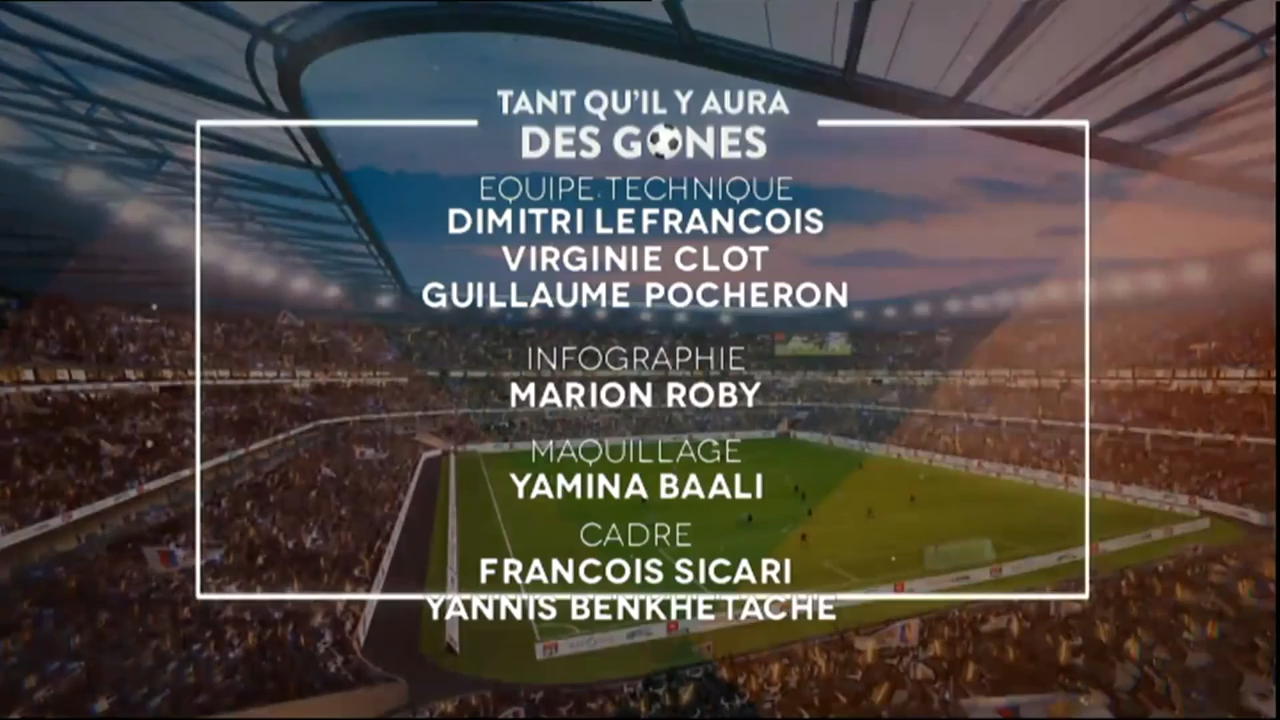 TANT QU'IL Y AURA
DES GONES
EQUIPE TECHNIQUE
DIMITRI LEFRANCOIS
VIRGINIE CLOT
GUILLAUME POCHERON
INFOGRAPHIE
MARION ROBY
MAQUILLAGE
YAMINA BAALI
CADRE
FRANCOIS SICARI
YANNIS BENKHETACHE